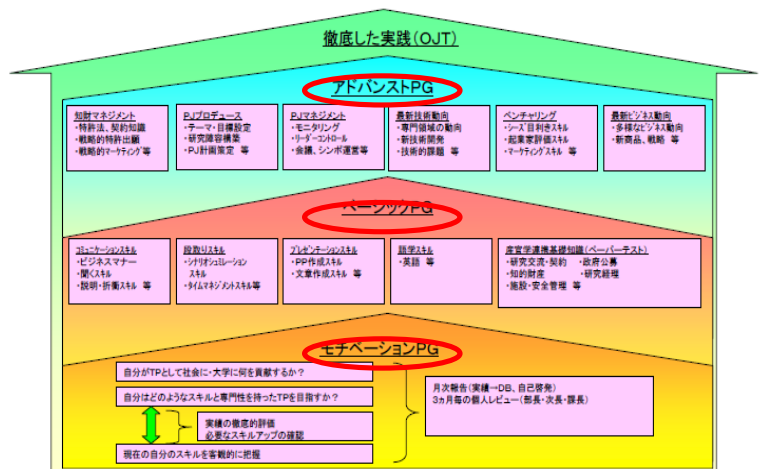 徹底した実践(OJT)
アドバンストPG
知財マネジメント
・特許法、契約知識
・戦略的特許出願
・戦略的マーケティング等
PJプロデュース
・テーマ・目標設定
・研究陣容構築
・PJ計画策定 等
PJマネジメント
・モニタリング
・リーダーコントロール
・会議、シンポ運営等
最新技術動向
・専門領域の動向
・新技術開発
・技術的課題 等
ベンチャリング
・シーズ目利きスキル
・起業家評価スキル
・マーケティングスキル 等
最新ビジネス動向
・多様なビジネス動向
・新商品、戦略 等
ベーシックPG
コミュニケーションスキル
・ビジネスマナー
・聞くスキル
・説明・折衝スキル 等
段取りスキル
・シナリオシュミレーション
スキル
・タイムマネジメントスキル等
プレゼンテーションスキル
・PP作成スキル
・文章作成スキル 等
語学スキル
・英語 等
産官学連携基礎知識(ペーパーテスト)
・研究交流・契約 ・政府公募
・知的財産 ・研究経理
・施設・安全管理 等
モチベーションPG
自分がTPとして社会に・大学に何を貢献するか?
自分はどのようなスキルと専門性を持ったTPを目指すか?
実績の徹底的評価
必要なスキルアップの確認
現在の自分のスキルを客観的に把握
月次報告(実績→DB、自己啓発)
3ヵ月毎の個人レビュー(部長・次長・課長)